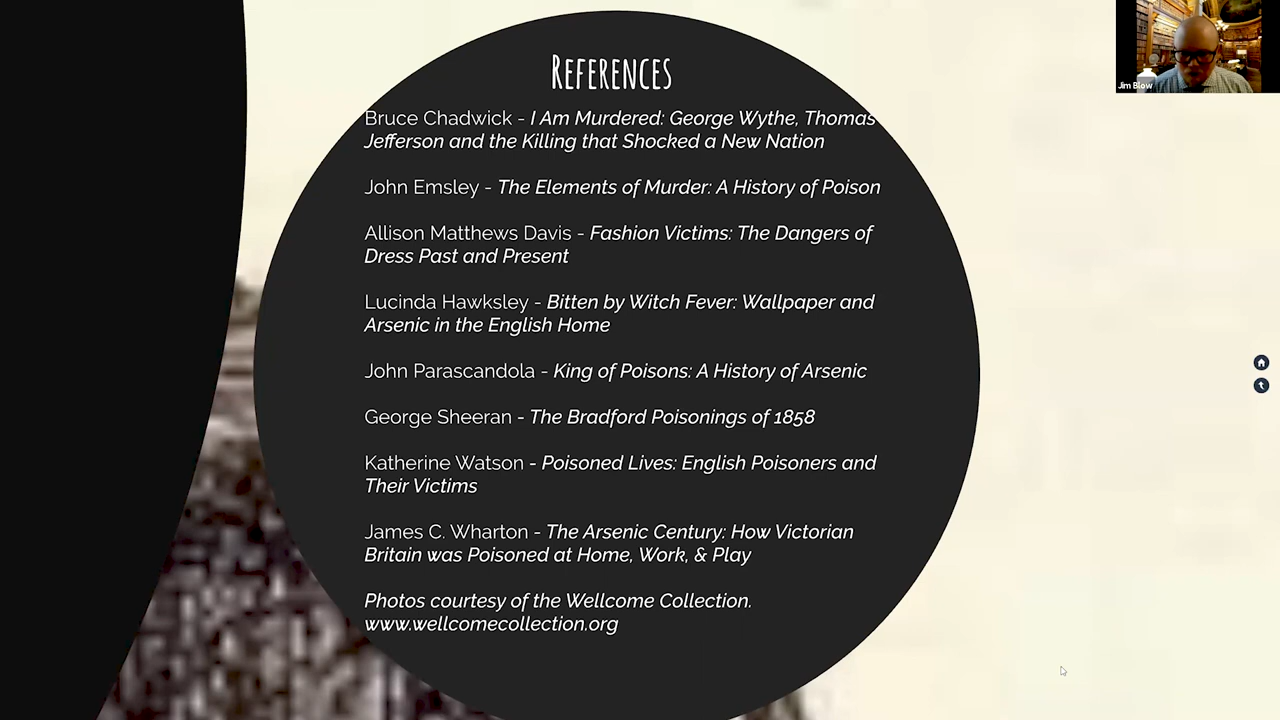 References
Bruce Chadwick - I Am Murdered: George Wythe, Thomas
Jefferson and the Killing that Shocked a New Nation
John Emsley - The Elements of Murder: A History of Poison
Allison Matthews Davis - Fashion Victims: The Dangers of
Dress Past and Present
Lucinda Hawksley - Bitten by Witch Fever: Wallpaper and
Arsenic in the English Home
John Parascandola - King of Poisons: A History of Arsenic
George Sheeran - The Bradford Poisonings of 1858
Katherine Watson - Poisoned Lives: English Poisoners and
Their Victims
James C. Wharton - The Arsenic Century: How Victorian
Britain was Poisoned at Home, Work, & Play
Photos courtesy of the Wellcome Collection.
www.wellcomecollection.org
Jim Blow